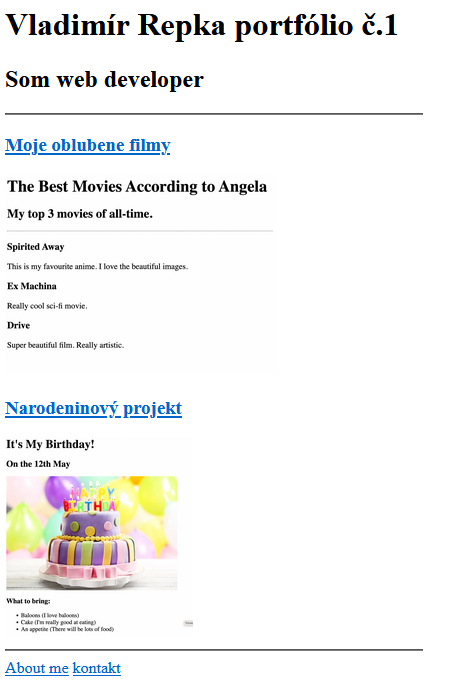 Vladimír Repka portfólio č.1
Som web developer
Moje oblubene filmy
The Best Movies According to Angela
My top 3 movies of all-time.
Spirited Away
This is my favourite anime. I love the beautiful images.
Ex Machina
Really cool sci-fi movie.
Drive
Super beautiful film. Really artistic.
Narodeninový projekt
It's My Birthday!
On the 12th May
HAPPY
BIRTHDAY
What to bring:
• Baloons (I love baloons)
• Cake (I'm really good at eating)
• An appetite (There will be lots of food)
About me kontakt